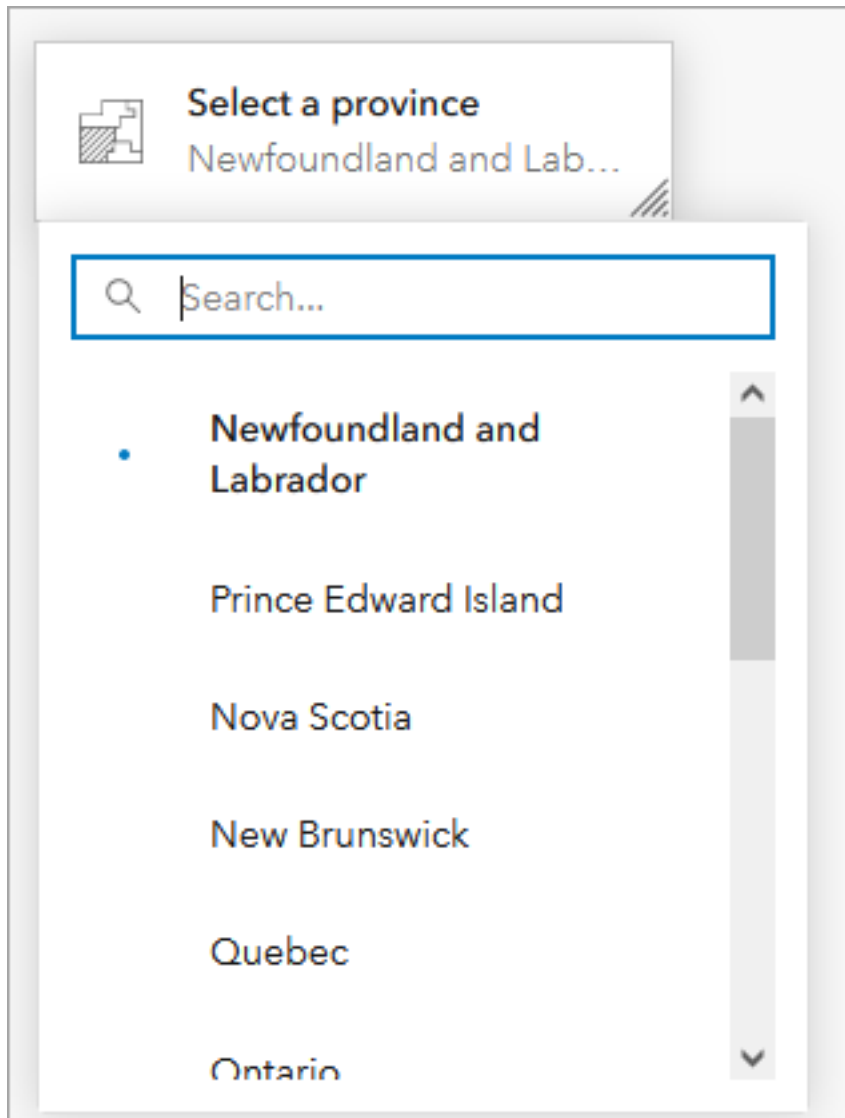 Select a province
Newfoundland and Lab...
Search...
Newfoundland and
Labrador
Prince Edward Island
Nova Scotia
New Brunswick
Quebec
Ontario